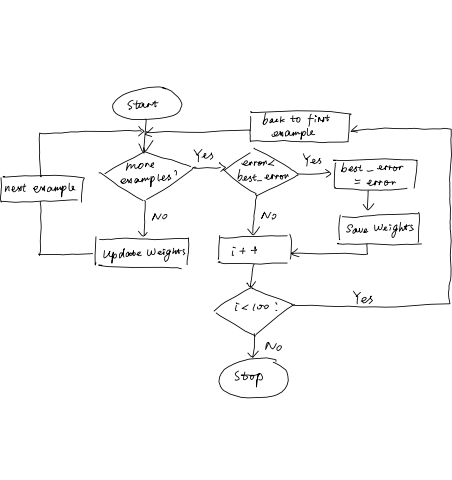 Start
back to first
example
more
examples?
Yes
error<
best_error
Yes
best_error
= error
next example
No
No
Save Weights
Update Weights
i++
i<100?
Yes
No
Stop